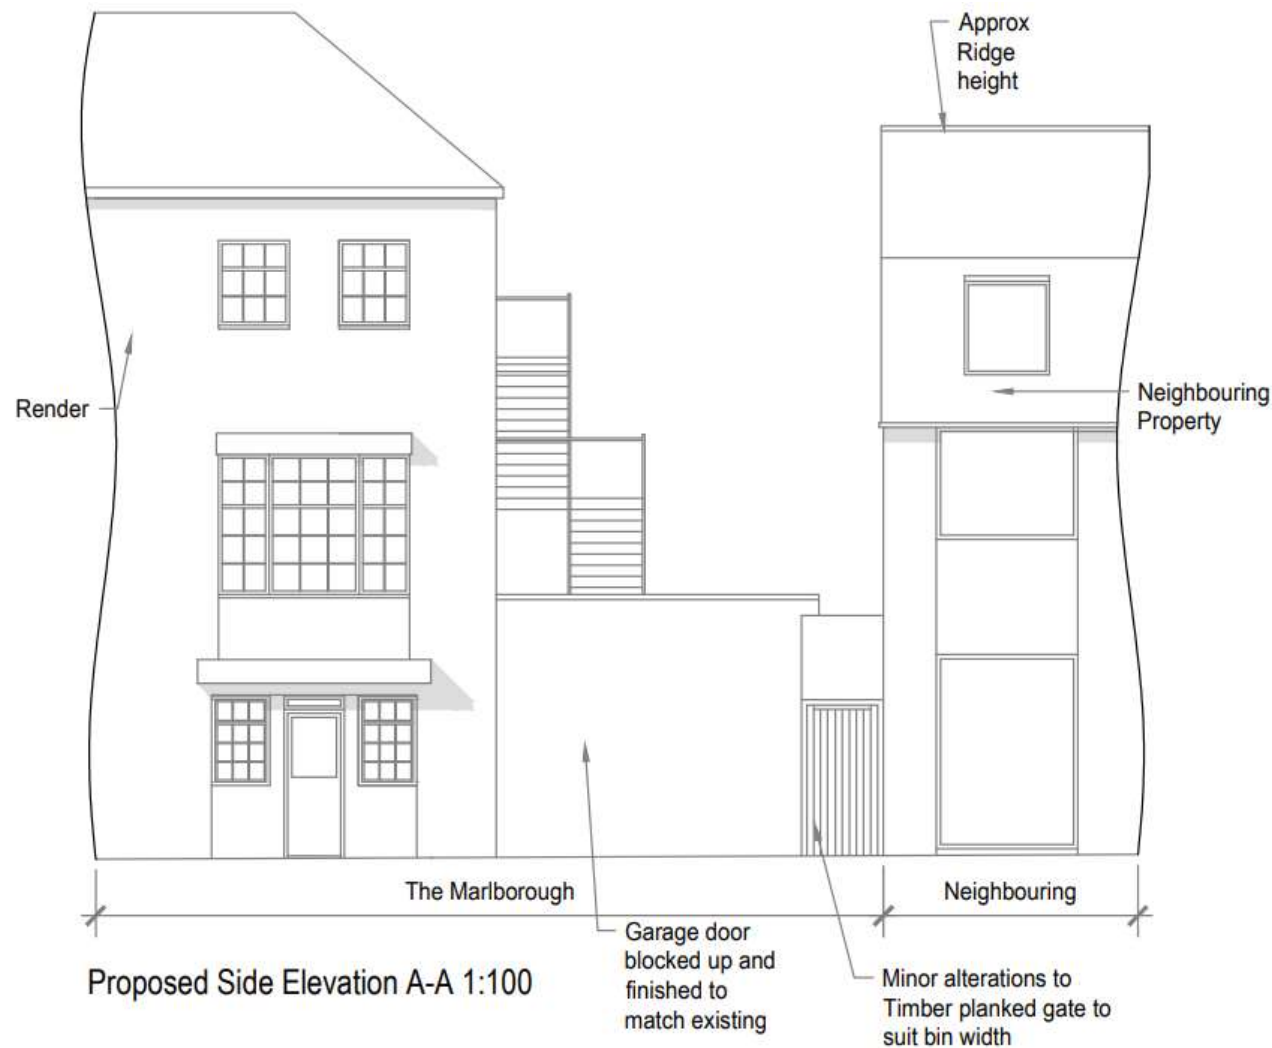 Approx
Ridge
height
Render
Neighbouring
Property
The Marlborough
Neighbouring
Garage door
blocked up and
finished to
match existing
Minor alterations to
Timber planked gate to
suit bin width
Proposed Side Elevation A-A 1:100